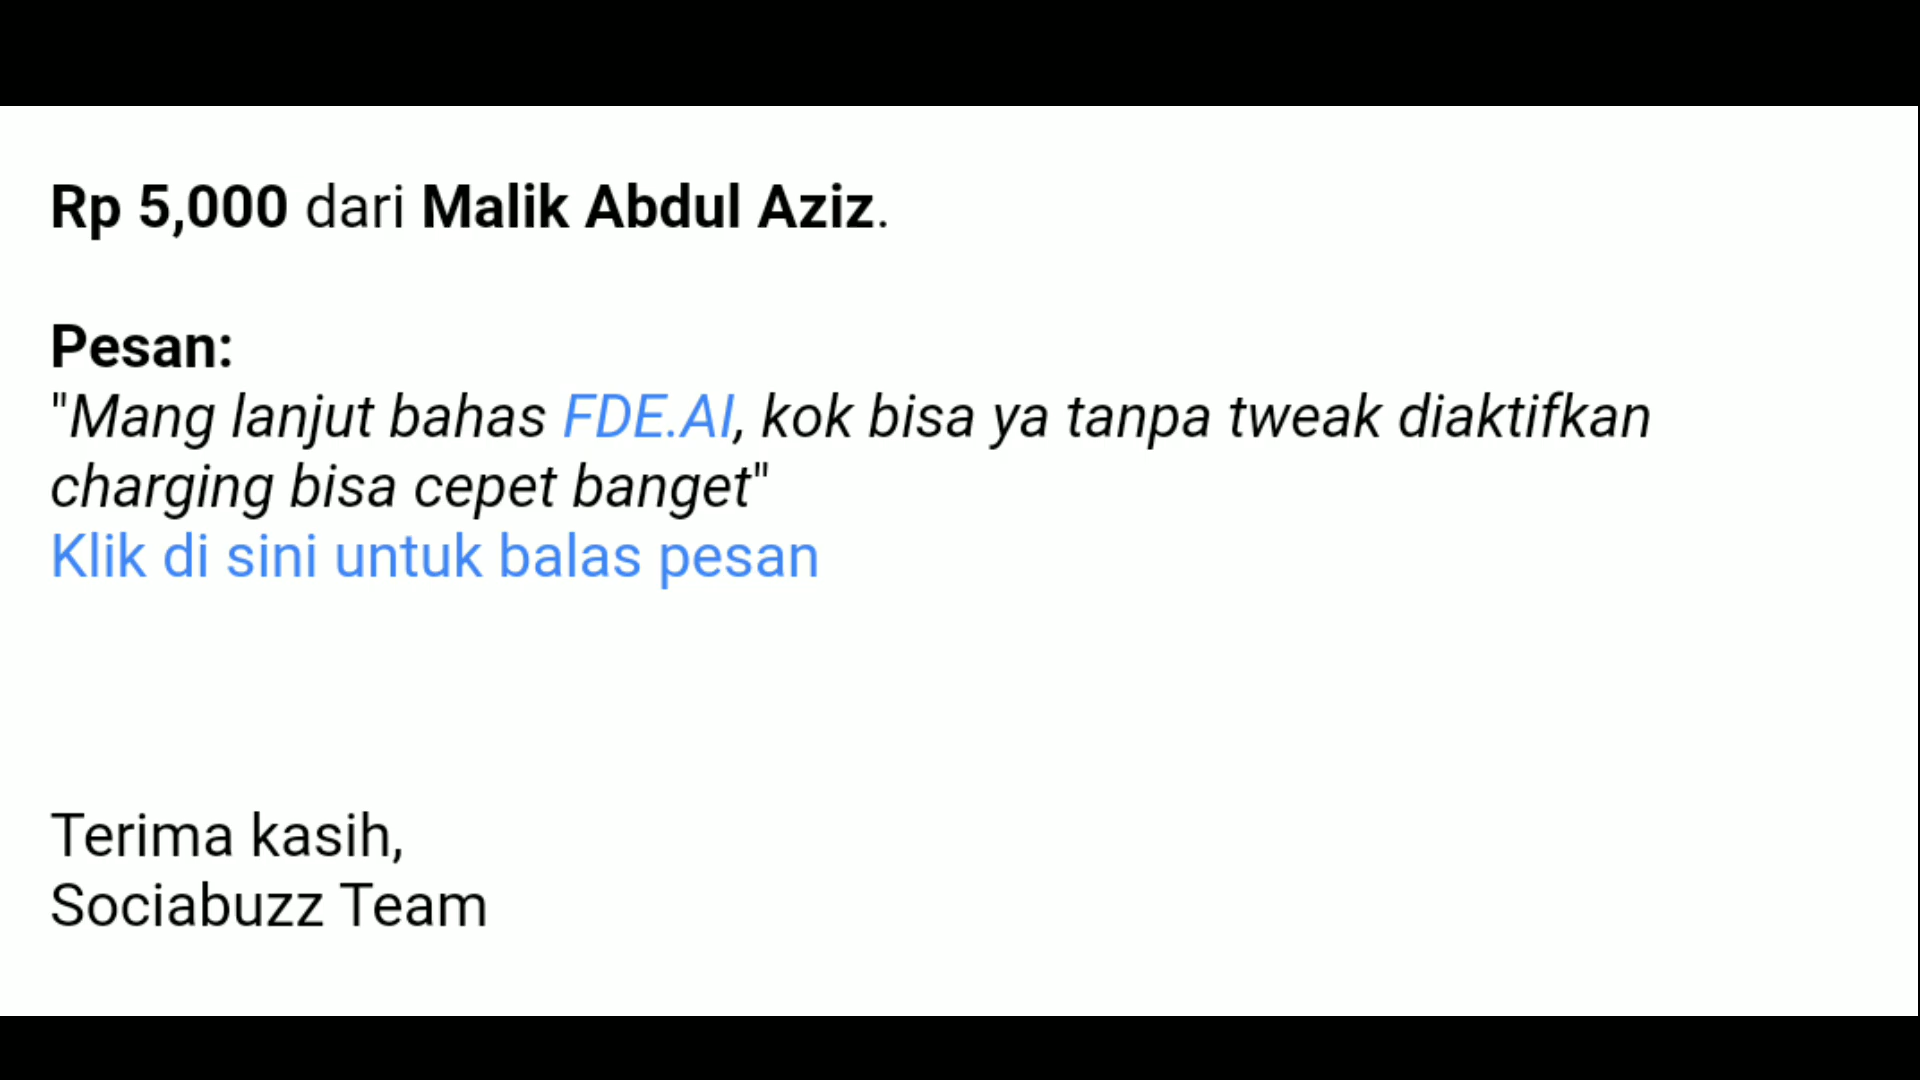 Rp 5,000 dari Malik Abdul Aziz.
Pesan:
"Mang lanjut bahas FDE.AI, kok bisa ya tanpa tweak diaktifkan
charging bisa cepet banget"
Klik di sini untuk balas pesan
Terima kasih,
Sociabuzz Team